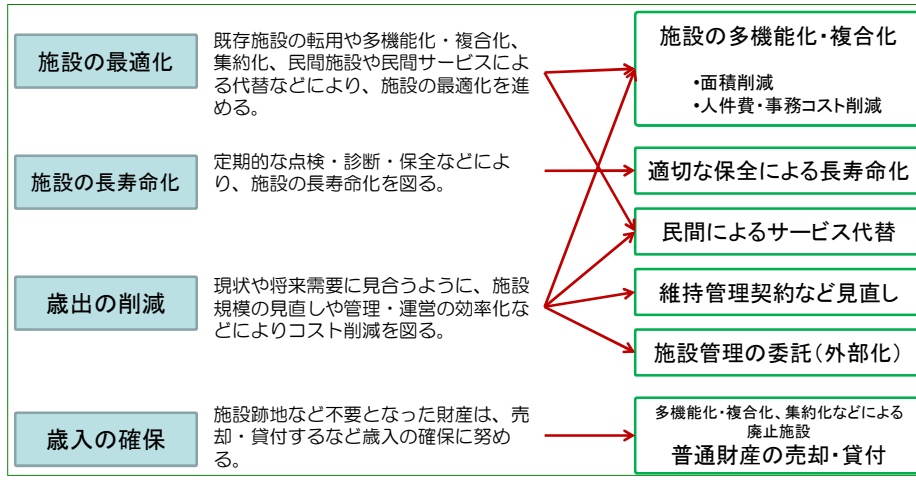 施設の最適化
既存施設の転用や多機能化・複合化、
集約化、民間施設や民間サービスによ
る代替などにより、施設の最適化を進
める。
施設の多機能化・複合化
•面積削減
•人件費・事務コスト削減
施設の長寿命化
定期的な点検・診断・保全などによ
り、施設の長寿命化を図る。
適切な保全による長寿命化
民間によるサービス代替
歳出の削減
現状や将来需要に見合うように、施設
規模の見直しや管理・運営の効率化な
どによりコスト削減を図る。
維持管理契約など見直し
施設管理の委託(外部化)
歳入の確保
施設跡地など不要となった財産は、売
却・貸付するなど歳入の確保に努め
る。
多機能化・複合化、集約化などによる
廃止施設
普通財産の売却・貸付